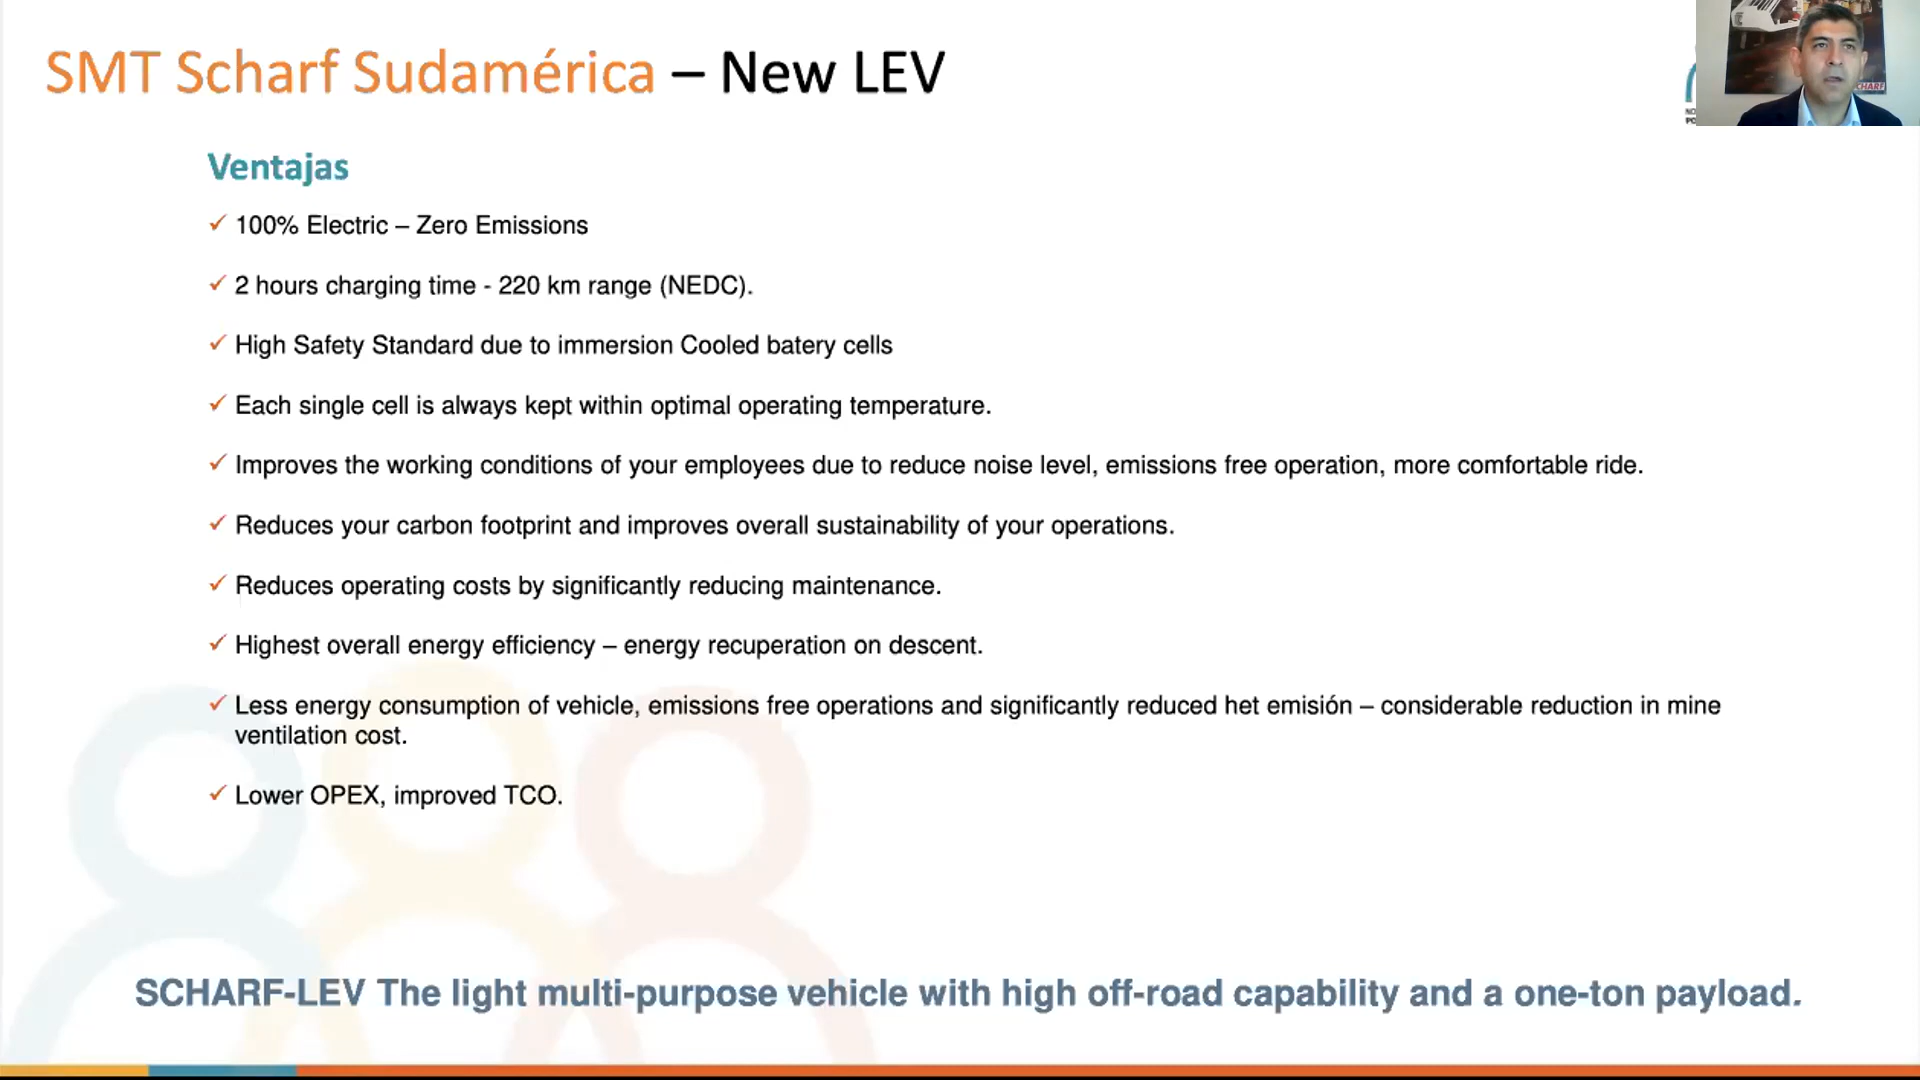 SMT Scharf Sudamérica – New LEV
Ventajas
✓ 100% Electric – Zero Emissions
✓ 2 hours charging time - 220 km range (NEDC).
✓ High Safety Standard due to immersion Cooled batery cells
✓ Each single cell is always kept within optimal operating temperature.
✓ Improves the working conditions of your employees due to reduce noise level, emissions free operation, more comfortable ride.
✓ Reduces your carbon footprint and improves overall sustainability of your operations.
✓ Reduces operating costs by significantly reducing maintenance.
✓ Highest overall energy efficiency – energy recuperation on descent.
✓ Less energy consumption of vehicle, emissions free operations and significantly reduced het emisión – considerable reduction in mine
ventilation cost.
✓ Lower OPEX, improved TCO.
SCHARF-LEV The light multi-purpose vehicle with high off-road capability and a one-ton payload.